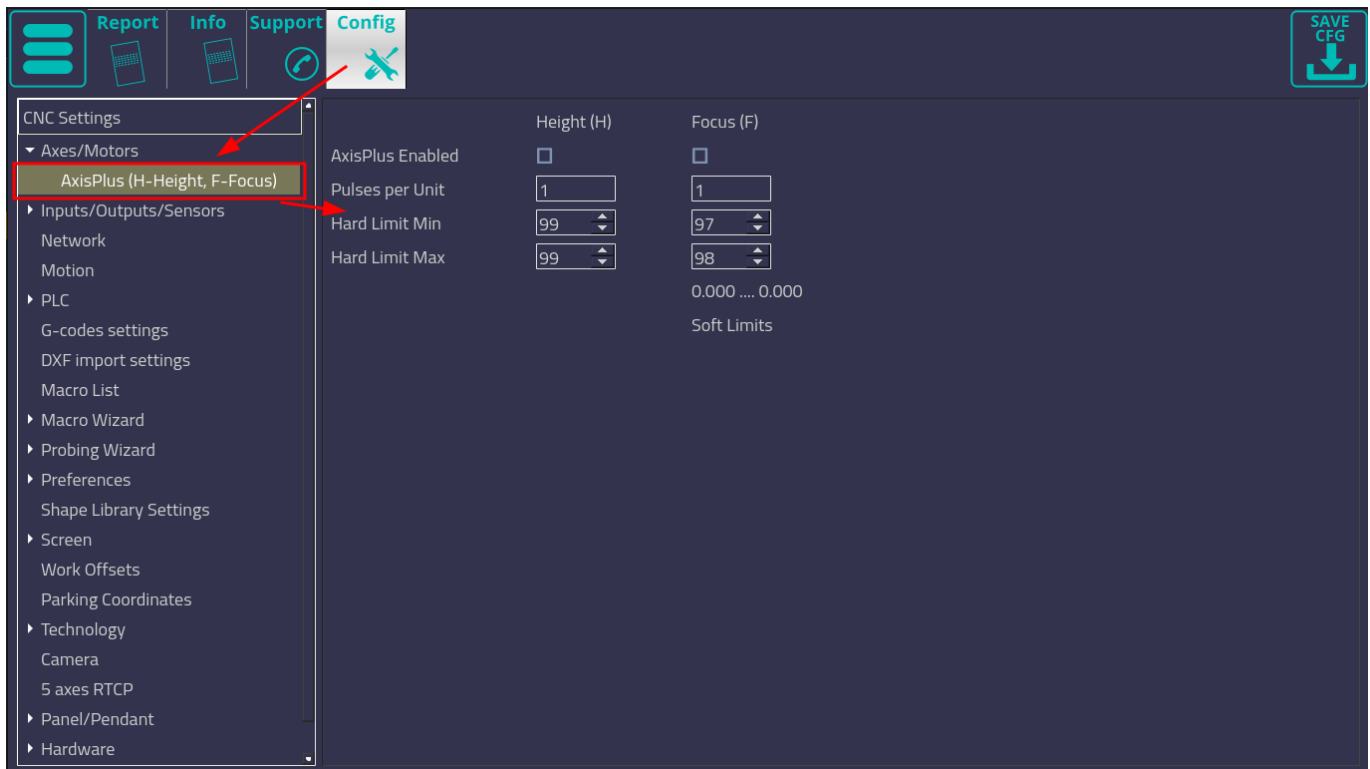 Report Info Support Config
SAVE
CFG
CNC Settings
Axes/Motors
AxisPlus (H-Height, F-Focus)
Inputs/Outputs/Sensors
Network
Motion
PLC
G-codes settings
DXF import settings
Macro List
Macro Wizard
Probing Wizard
Preferences
Shape Library Settings
Screen
Work Offsets
Parking Coordinates
Technology
Camera
5 axes RTCP
Panel/Pendant
Hardware
Height (H) Focus (F)
AxisPlus Enabled
Pulses per Unit 1 1
Hard Limit Min 99 97
Hard Limit Max 99 98
0.000 .... 0.000
Soft Limits